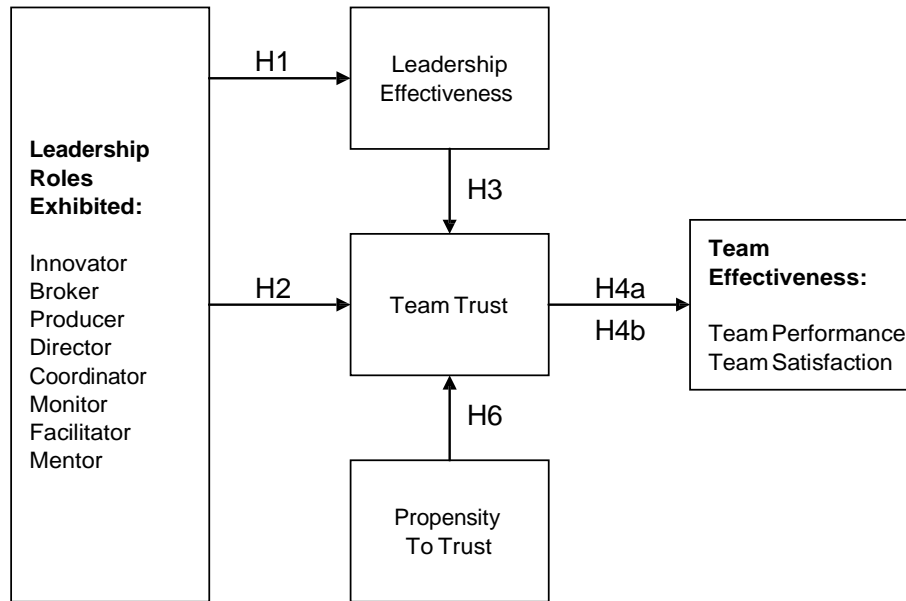 Leadership
Roles
Exhibited:
Innovator
Broker
Producer
Director
Coordinator
Monitor
Facilitator
Mentor
H1
Leadership
Effectiveness
H3
H2
Team Trust
H4a
H4b
Team
Effectiveness:
Team Performance
Team Satisfaction
H6
Propensity
To Trust